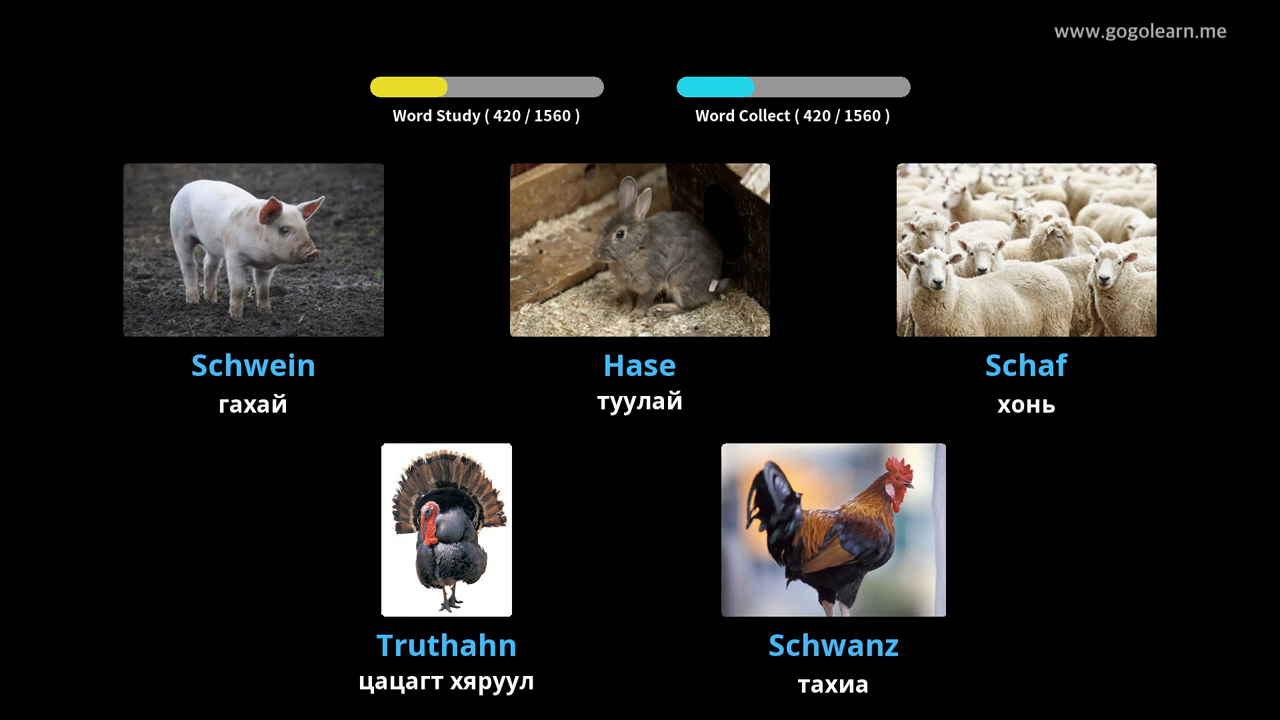 www.gogolearn.me
Word Study ( 420 / 1560 )
Word Collect ( 420 / 1560 )
Schwein
гахай
Hase
туулай
Schaf
хонь
Truthahn
цацагт хяруул
Schwanz
тахиа